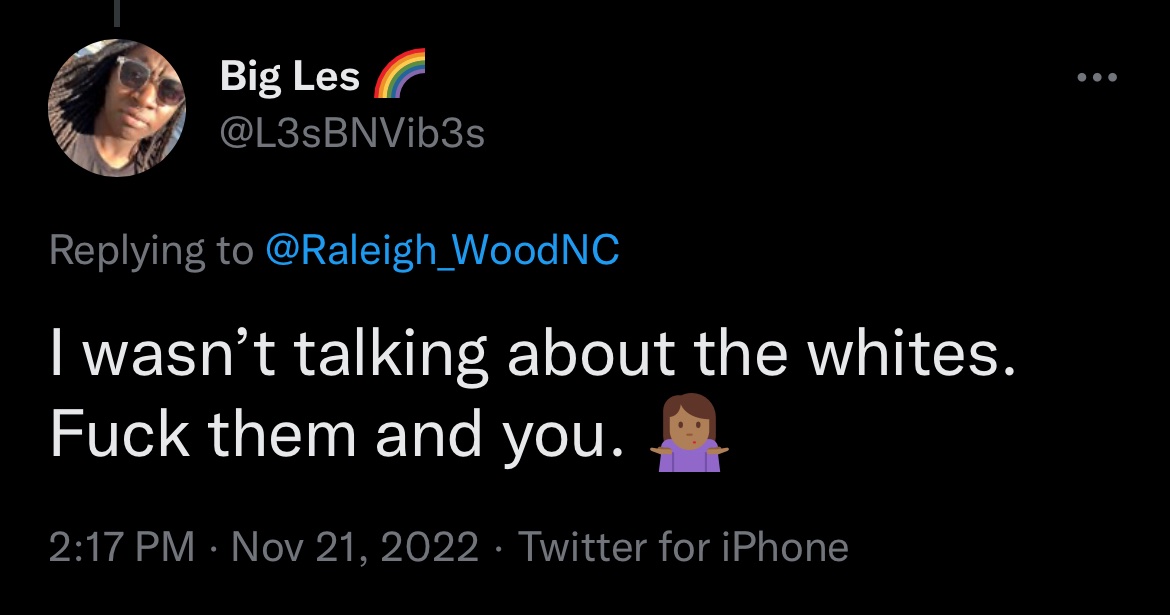 Big Les 🌈
@L3sBNVib3s
Replying to @Raleigh_WoodNC
I wasn’t talking about the whites.
Fuck them and you. 🤷🏽‍♀️
2:17 PM · Nov 21, 2022 · Twitter for iPhone